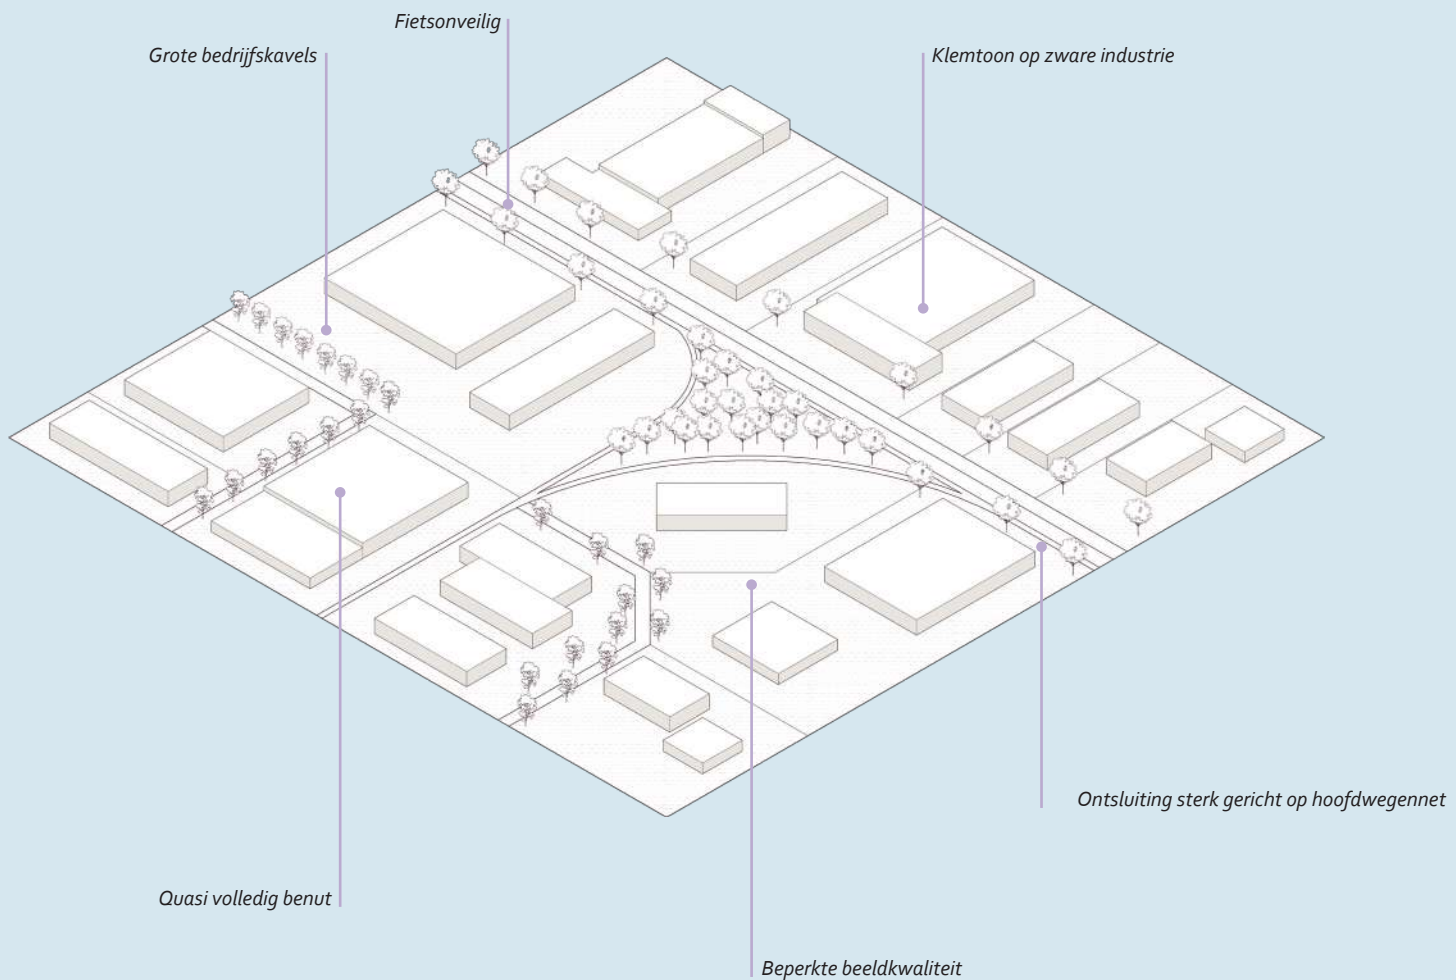 Fietsonveilig
Grote bedrijfskavels
Klemtoon op zware industrie
Ontsluiting sterk gericht op hoofdwegennet
Quasi volledig benut
Beperkte beeldkwaliteit